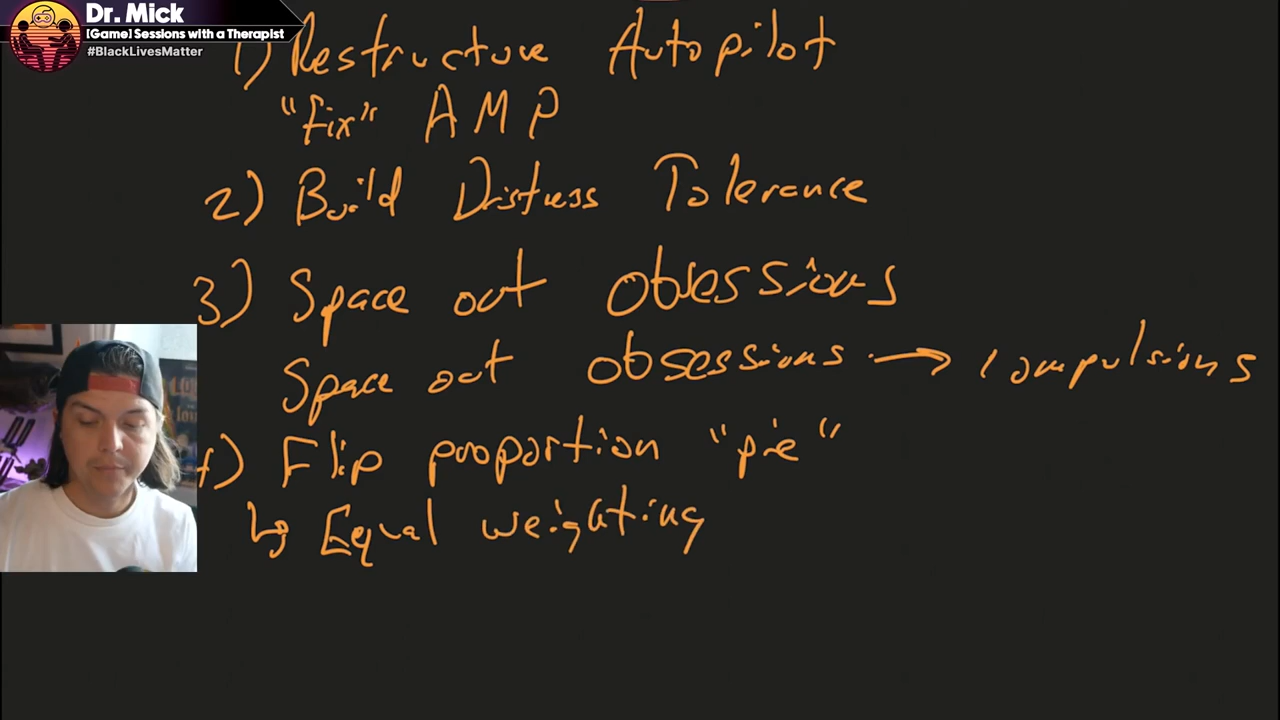 Dr. Mick
[Game] Sessions with a Therapist
#BlackLivesMatter
1) Restructure Autopilot
"fix" AMP
2) Build Distress Tolerance
3) Space out obsessions
Space out obsessions → compulsions
4) Flip proportion "pie"
↳ Equal weighting